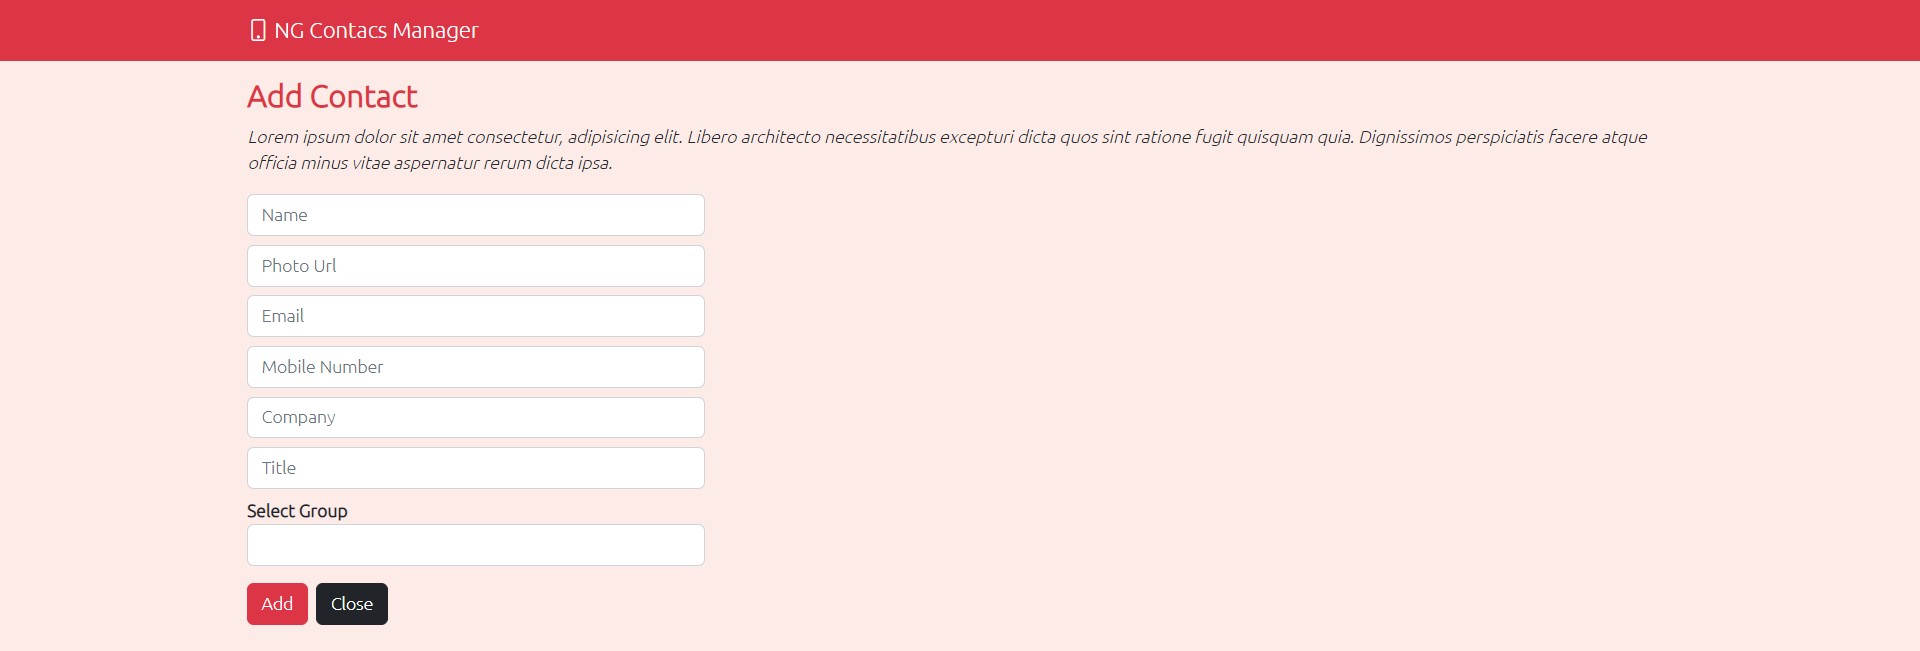 NG Contacs Manager
Add Contact
Lorem ipsum dolor sit amet consectetur, adipisicing elit. Libero architecto necessitatibus excepturi dicta quos sint ratione fugit quisquam quia. Dignissimos perspiciatis facere atque
officia minus vitae aspernatur rerum dicta ipsa.
Name
Photo Url
Email
Mobile Number
Company
Title
Select Group
Add Close